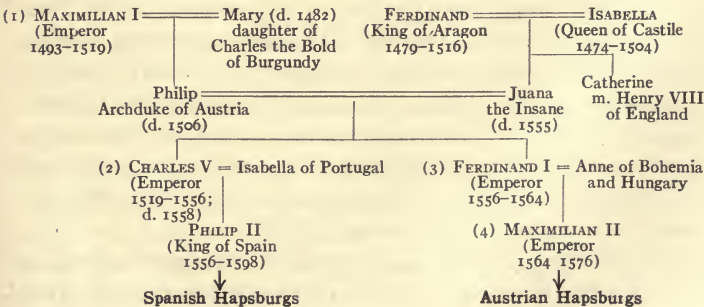 (1) MAXIMILIAN I
(Emperor
1493–1519)
Mary (d. 1482)
daughter of
Charles the Bold
of Burgundy
FERDINAND
(King of Aragon
1479–1516)
ISABELLA
(Queen of Castile
1474–1504)
Catherine
m. Henry VIII
of England
Philip
Archduke of Austria
(d. 1506)
Juana
the Insane
(d. 1555)
(2) CHARLES V = Isabella of Portugal
(Emperor
1519–1556;
d. 1558)
(3) FERDINAND I = Anne of Bohemia
and Hungary
(Emperor
1556–1564)
PHILIP II
(King of Spain
1556–1598)
(4) MAXIMILIAN II
(Emperor
1564 1576)
Spanish Hapsburgs
Austrian Hapsburgs